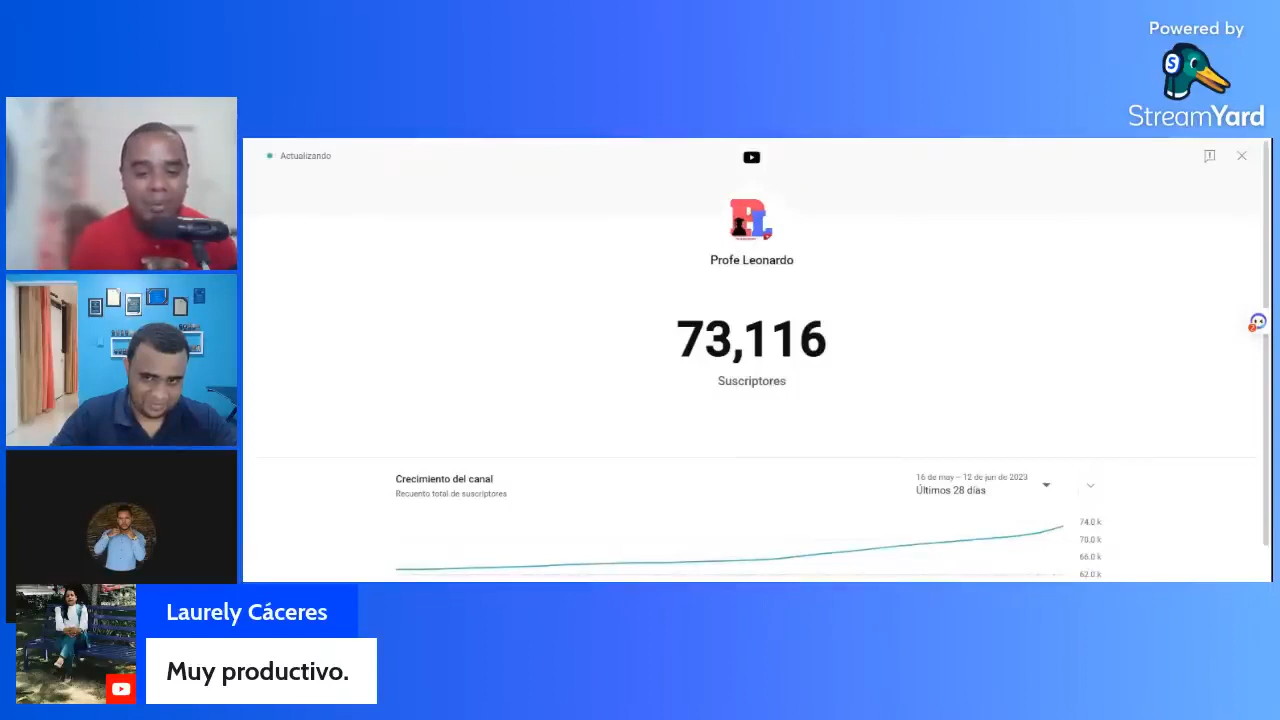 Powered by
StreamYard
Actualizando
Profe Leonardo
73,116
Suscriptores
Crecimiento del canal
Recuento total de suscriptores
16 de may – 12 de jun de 2023
Últimos 28 días
74.0 k
70.0 k
66.0 k
62.0 k
Laurely Cáceres
Muy productivo.